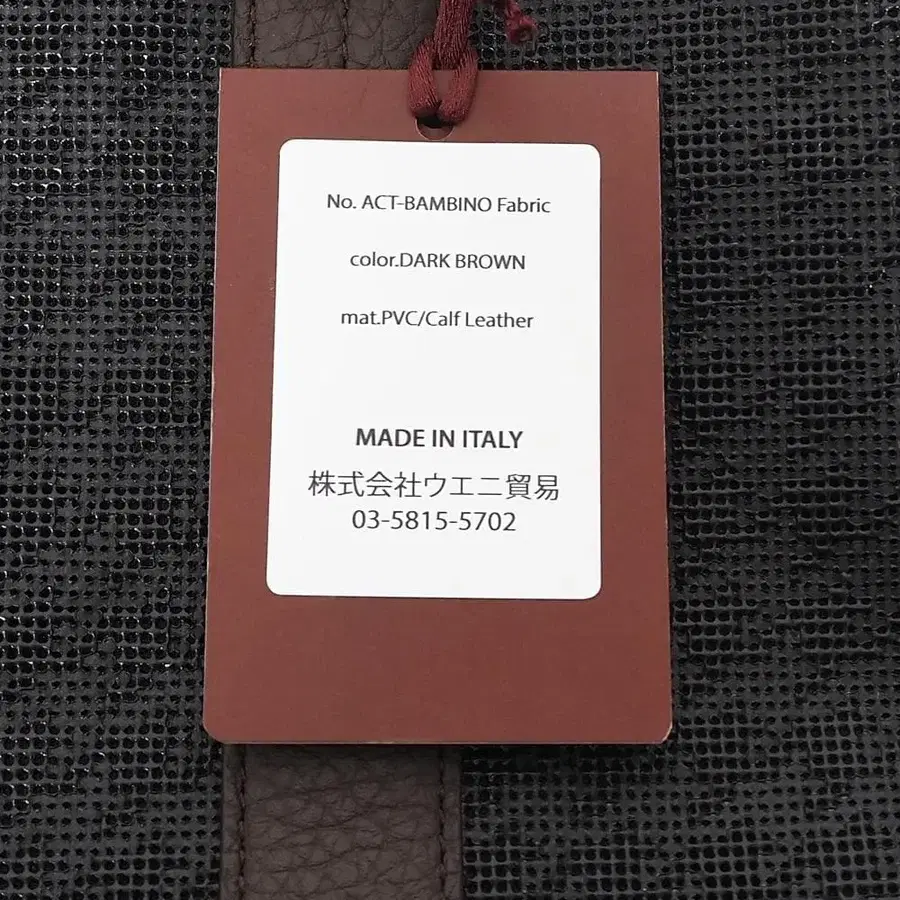 No. ACT-BAMBINO Fabric
color.DARK BROWN
mat.PVC/Calf Leather
MADE IN ITALY
株式会社ウエニ貿易
03-5815-5702